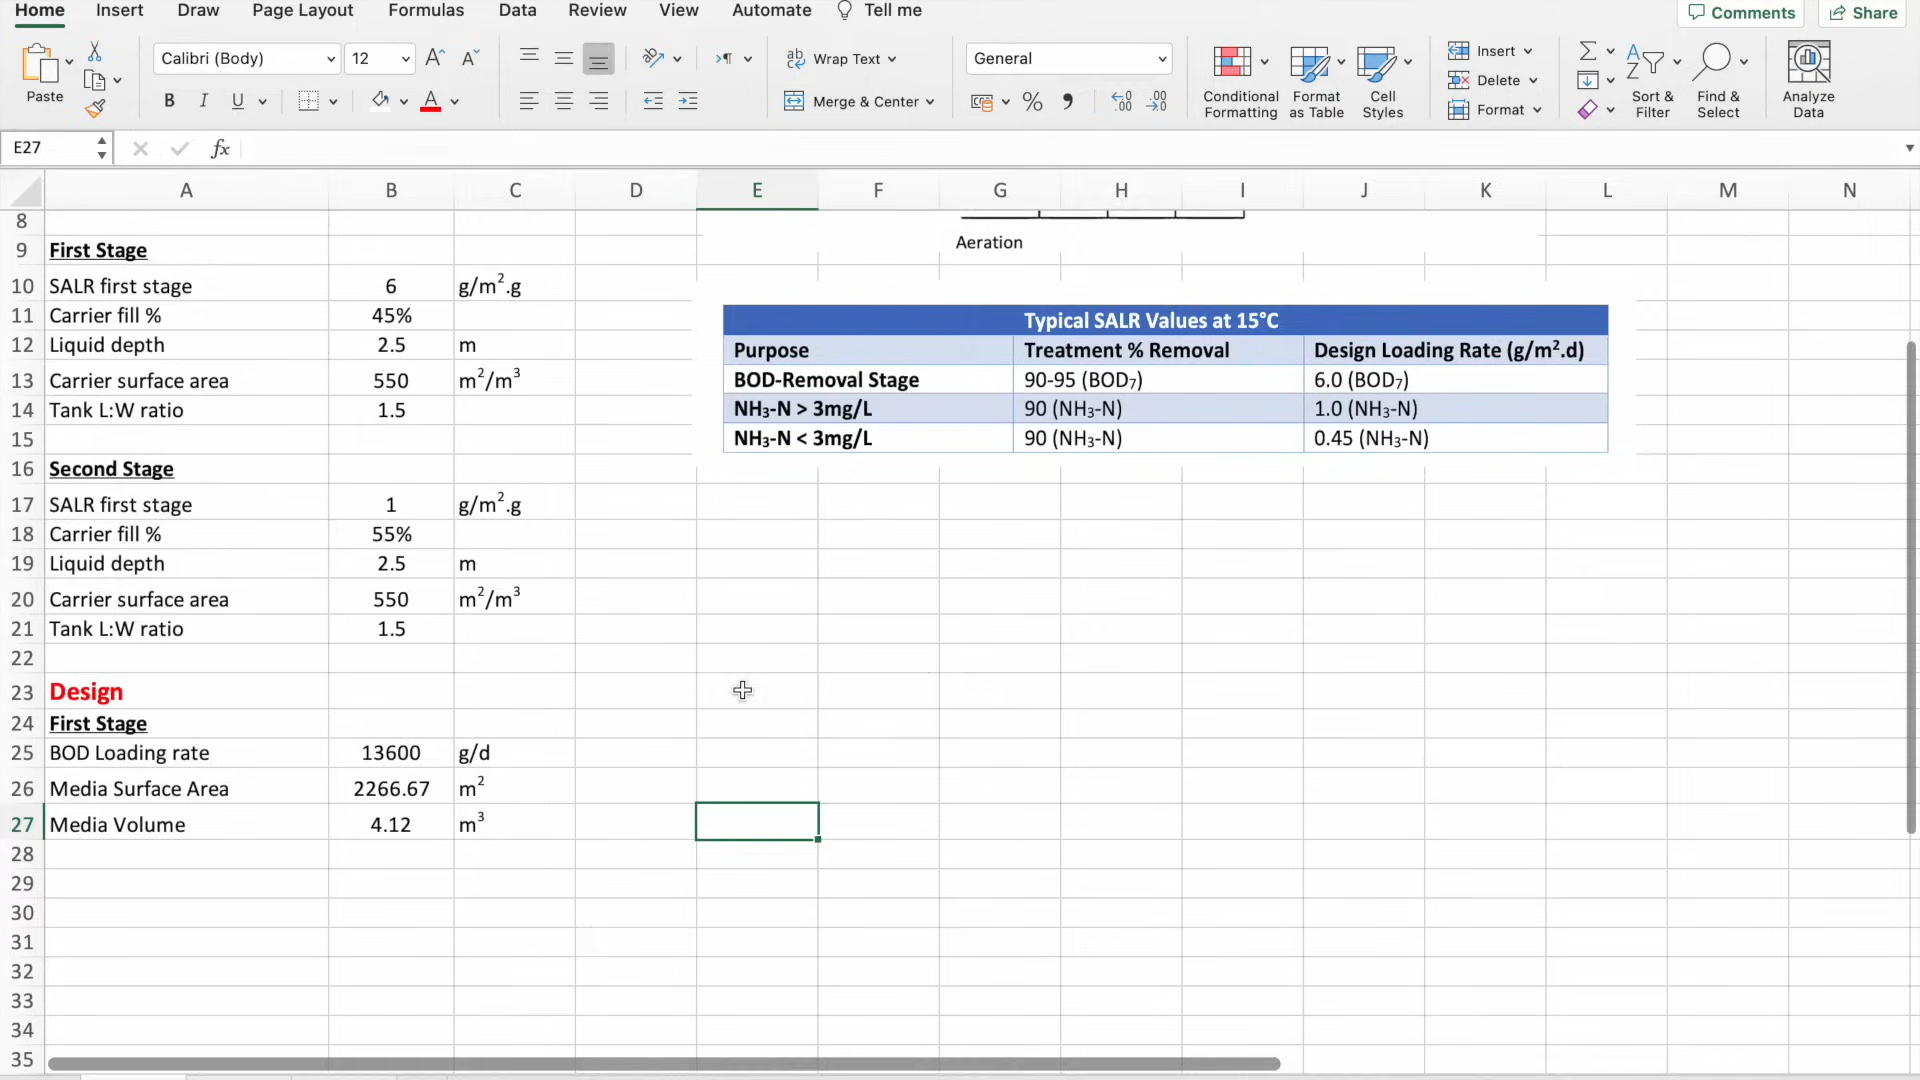 Home Insert Draw Page Layout Formulas Data Review View Automate Tell me Comments Share
Paste Calibri (Body) 12 A A B I U A ab Wrap Text Merge & Center General % Conditional Formatting Format as Table Cell Styles Insert Delete Format Sort & Filter Find & Select Analyze Data
E27 fx
A B C D E F G H I J K L M N
8
Aeration
9 First Stage
10 SALR first stage 6 g/m².g
11 Carrier fill % 45%
Typical SALR Values at 15°C
12 Liquid depth 2.5 m
Purpose Treatment % Removal Design Loading Rate (g/m².d)
13 Carrier surface area 550 m²/m³
BOD-Removal Stage 90-95 (BOD₇) 6.0 (BOD₇)
14 Tank L:W ratio 1.5
NH₃-N > 3mg/L 90 (NH₃-N) 1.0 (NH₃-N)
15
NH₃-N < 3mg/L 90 (NH₃-N) 0.45 (NH₃-N)
16 Second Stage
17 SALR first stage 1 g/m².g
18 Carrier fill % 55%
19 Liquid depth 2.5 m
20 Carrier surface area 550 m²/m³
21 Tank L:W ratio 1.5
22
23 Design
24 First Stage
25 BOD Loading rate 13600 g/d
26 Media Surface Area 2266.67 m²
27 Media Volume 4.12 m³
28
29
30
31
32
33
34
35